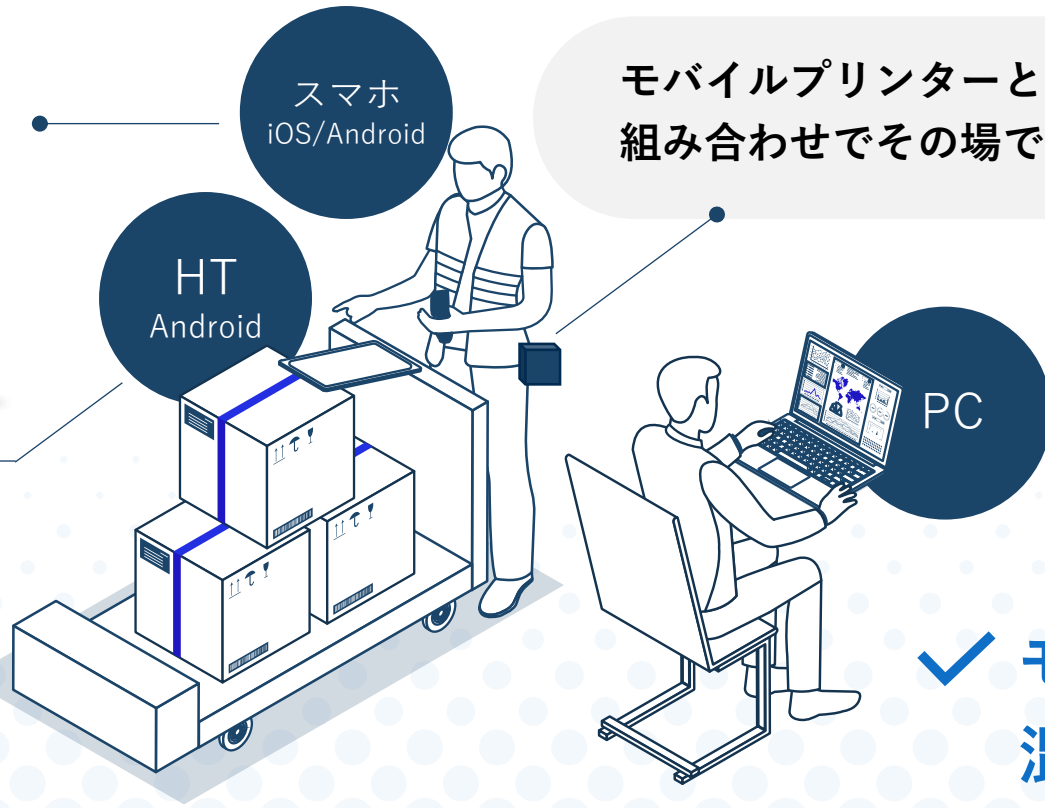 スマホ
iOS/Android
モバイルプリンターと
組み合わせでその場で
HT
Android
PC